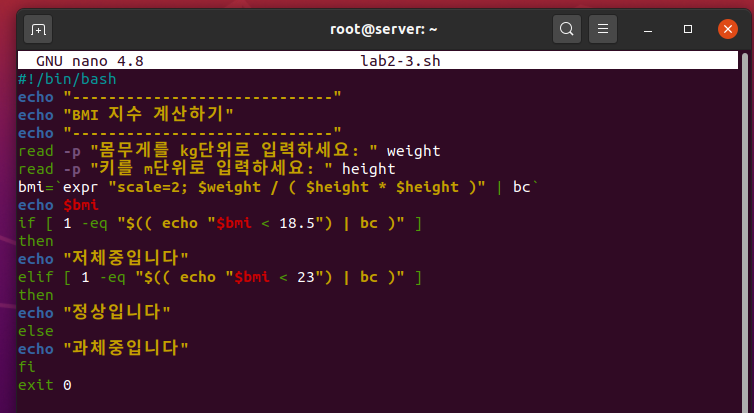 root@server: ~
GNU nano 4.8 lab2-3.sh
#!/bin/bash
echo "-----------------------------"
echo "BMI 지수 계산하기"
echo "-----------------------------"
read -p "몸무게를 kg단위로 입력하세요: " weight
read -p "키를 m단위로 입력하세요: " height
bmi=`expr "scale=2; $weight / ( $height * $height )" | bc`
echo $bmi
if [ 1 -eq "$(( echo "$bmi < 18.5") | bc )" ]
then
echo "저체중입니다"
elif [ 1 -eq "$(( echo "$bmi < 23") | bc )" ]
then
echo "정상입니다"
else
echo "과체중입니다"
fi
exit 0